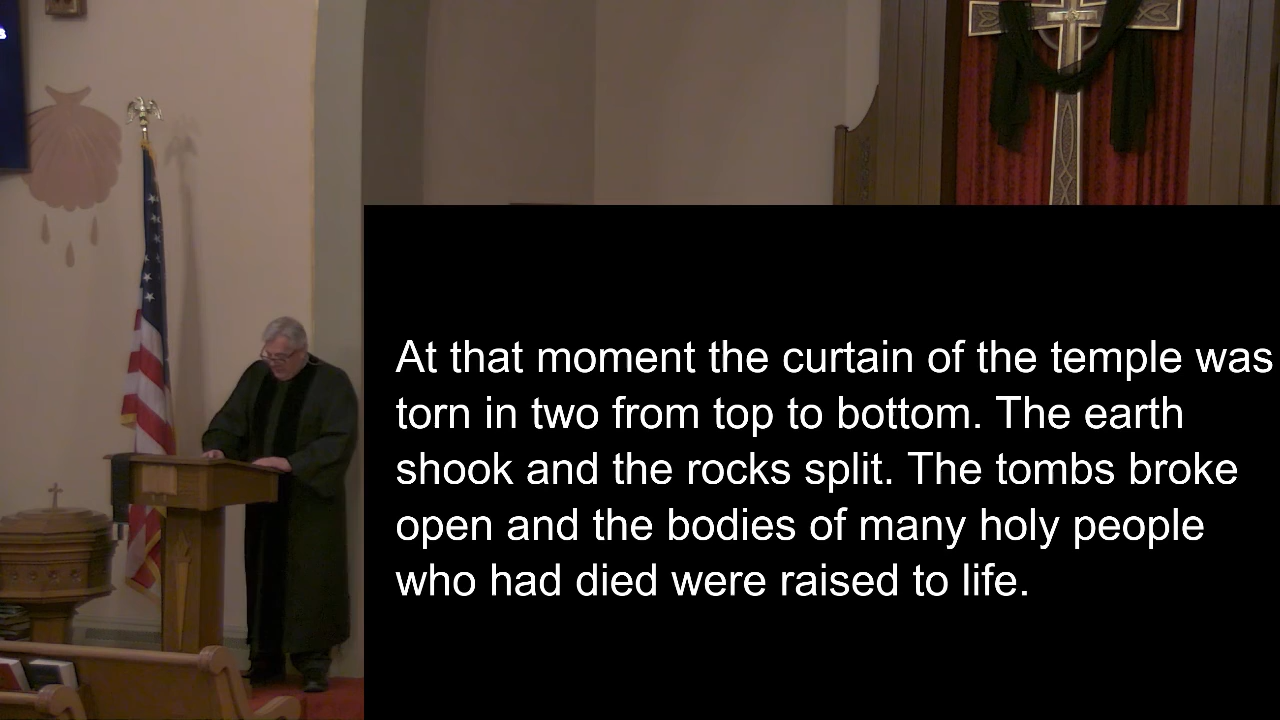 At that moment the curtain of the temple was
torn in two from top to bottom. The earth
shook and the rocks split. The tombs broke
open and the bodies of many holy people
who had died were raised to life.